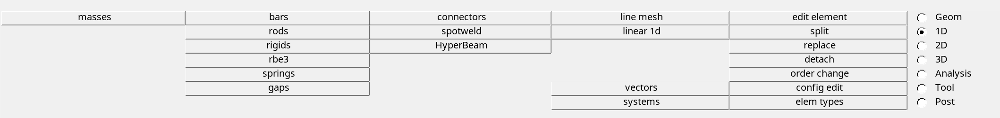 masses bars connectors line mesh edit element Geom
rods spotweld linear 1d split 1D
rigids HyperBeam replace 2D
rbe3 detach 3D
springs order change Analysis
gaps vectors config edit Tool
systems elem types Post